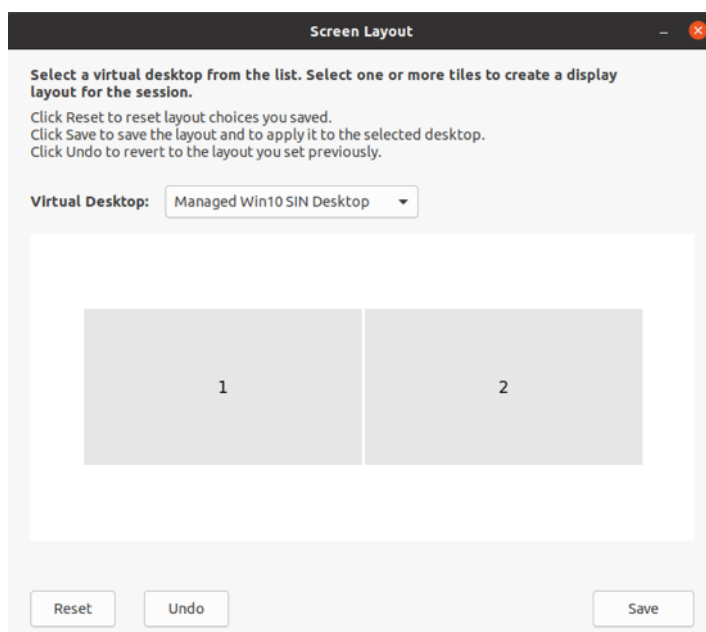 Screen Layout
Select a virtual desktop from the list. Select one or more tiles to create a display
layout for the session.
Click Reset to reset layout choices you saved.
Click Save to save the layout and to apply it to the selected desktop.
Click Undo to revert to the layout you set previously.
Virtual Desktop: Managed Win10 SIN Desktop
1 2
Reset Undo Save